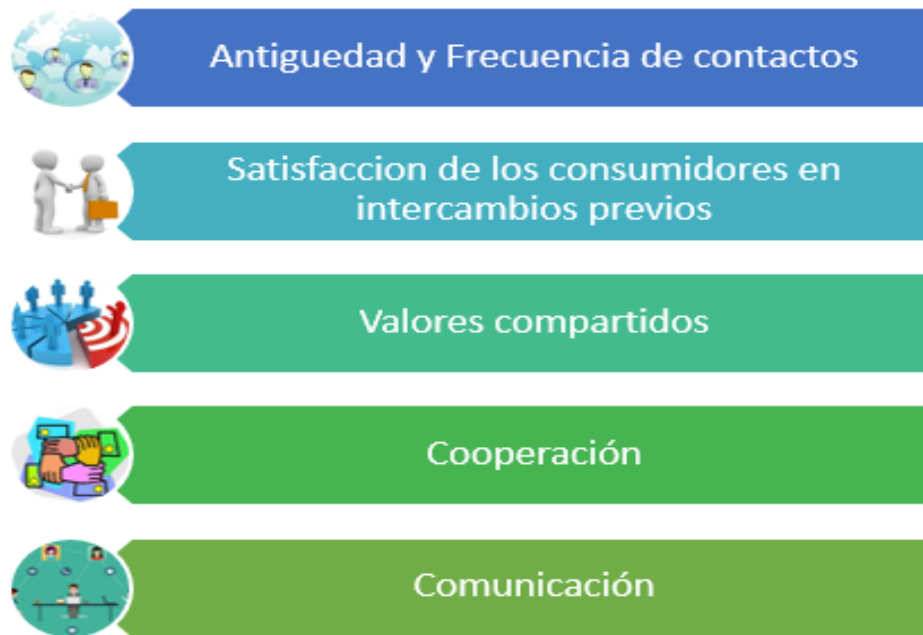 Antiguedad y Frecuencia de contactos
Satisfaccion de los consumidores en
intercambios previos
Valores compartidos
Cooperación
Comunicación